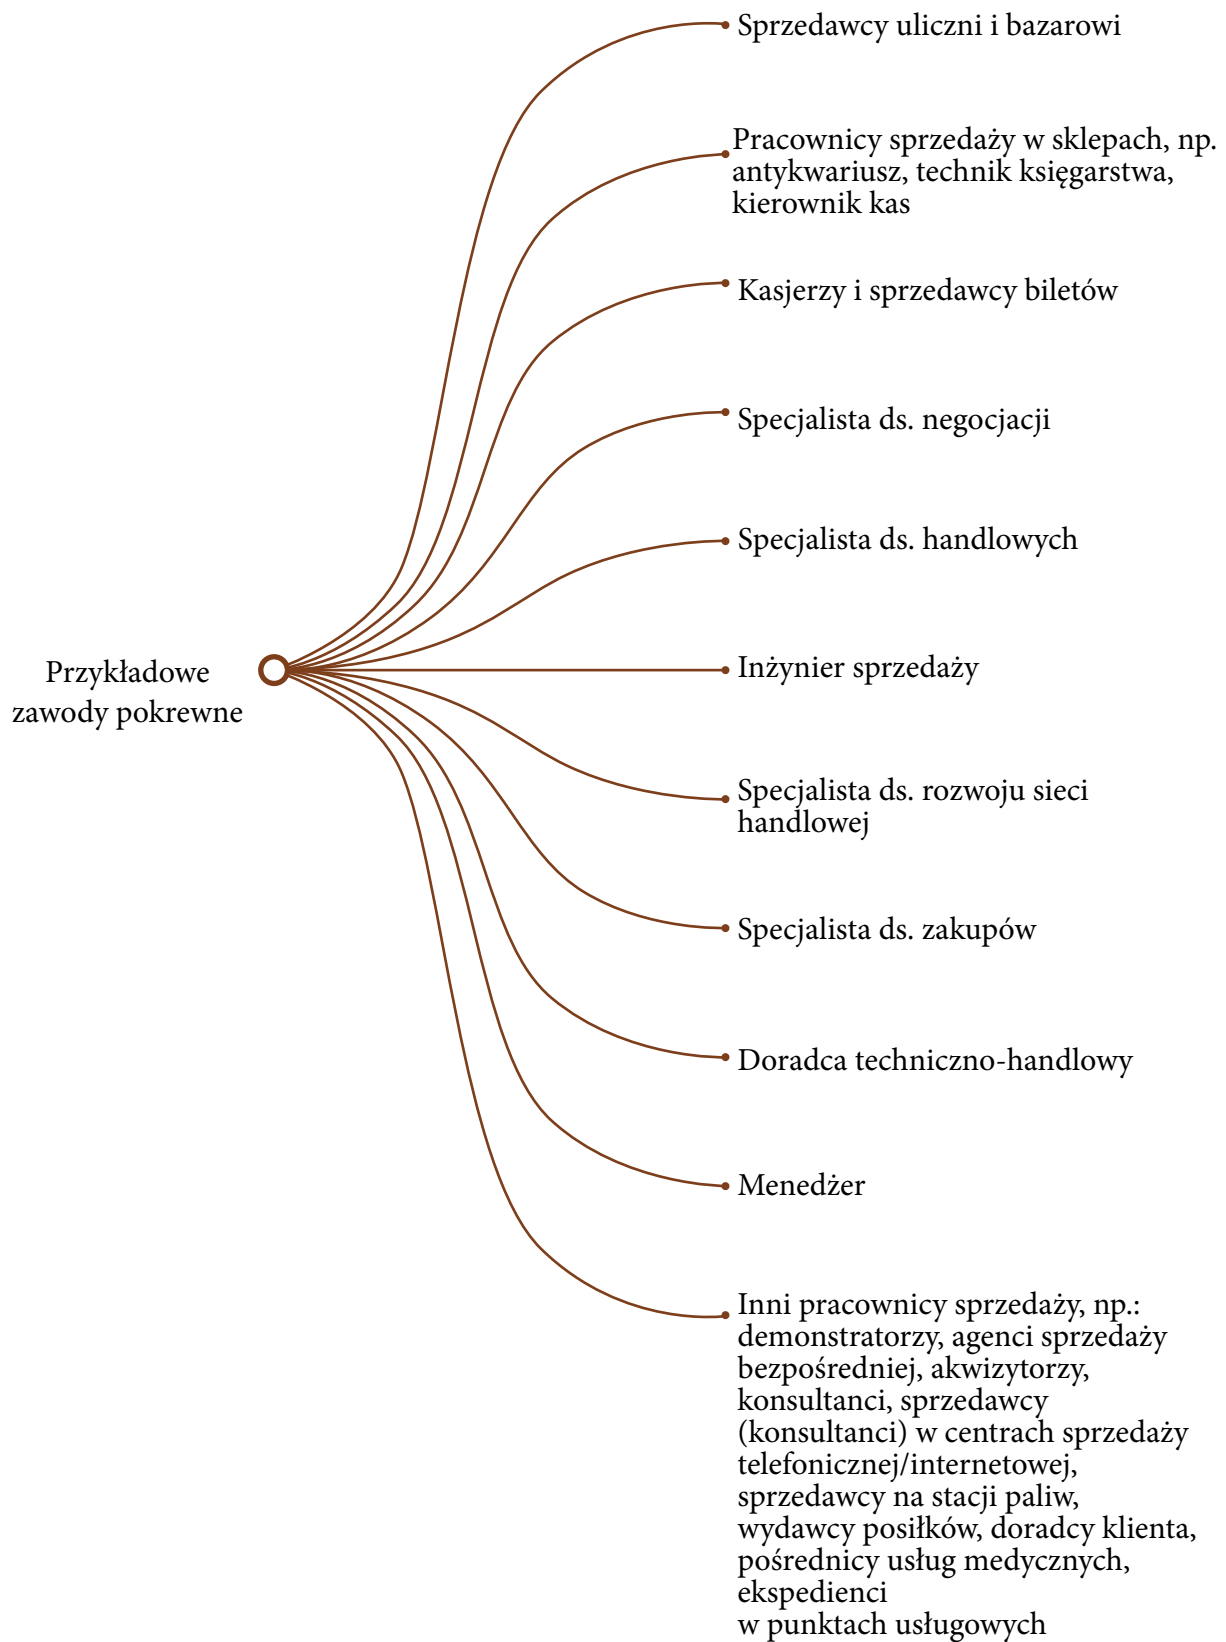 Sprzedawcy uliczni i bazarowi
Pracownicy sprzedaży w sklepach, np.
antykwariusz, technik księgarstwa,
kierownik kas
Kasjerzy i sprzedawcy biletów
Specjalista ds. negocjacji
Specjalista ds. handlowych
Przykładowe
zawody pokrewne
Inżynier sprzedaży
Specjalista ds. rozwoju sieci
handlowej
Specjalista ds. zakupów
Doradca techniczno-handlowy
Menedżer
Inni pracownicy sprzedaży, np.:
demonstratorzy, agenci sprzedaży
bezpośredniej, akwizytorzy,
konsultanci, sprzedawcy
(konsultanci) w centrach sprzedaży
telefonicznej/internetowej,
sprzedawcy na stacji paliw,
wydawcy posiłków, doradcy klienta,
pośrednicy usług medycznych,
ekspedienci
w punktach usługowych